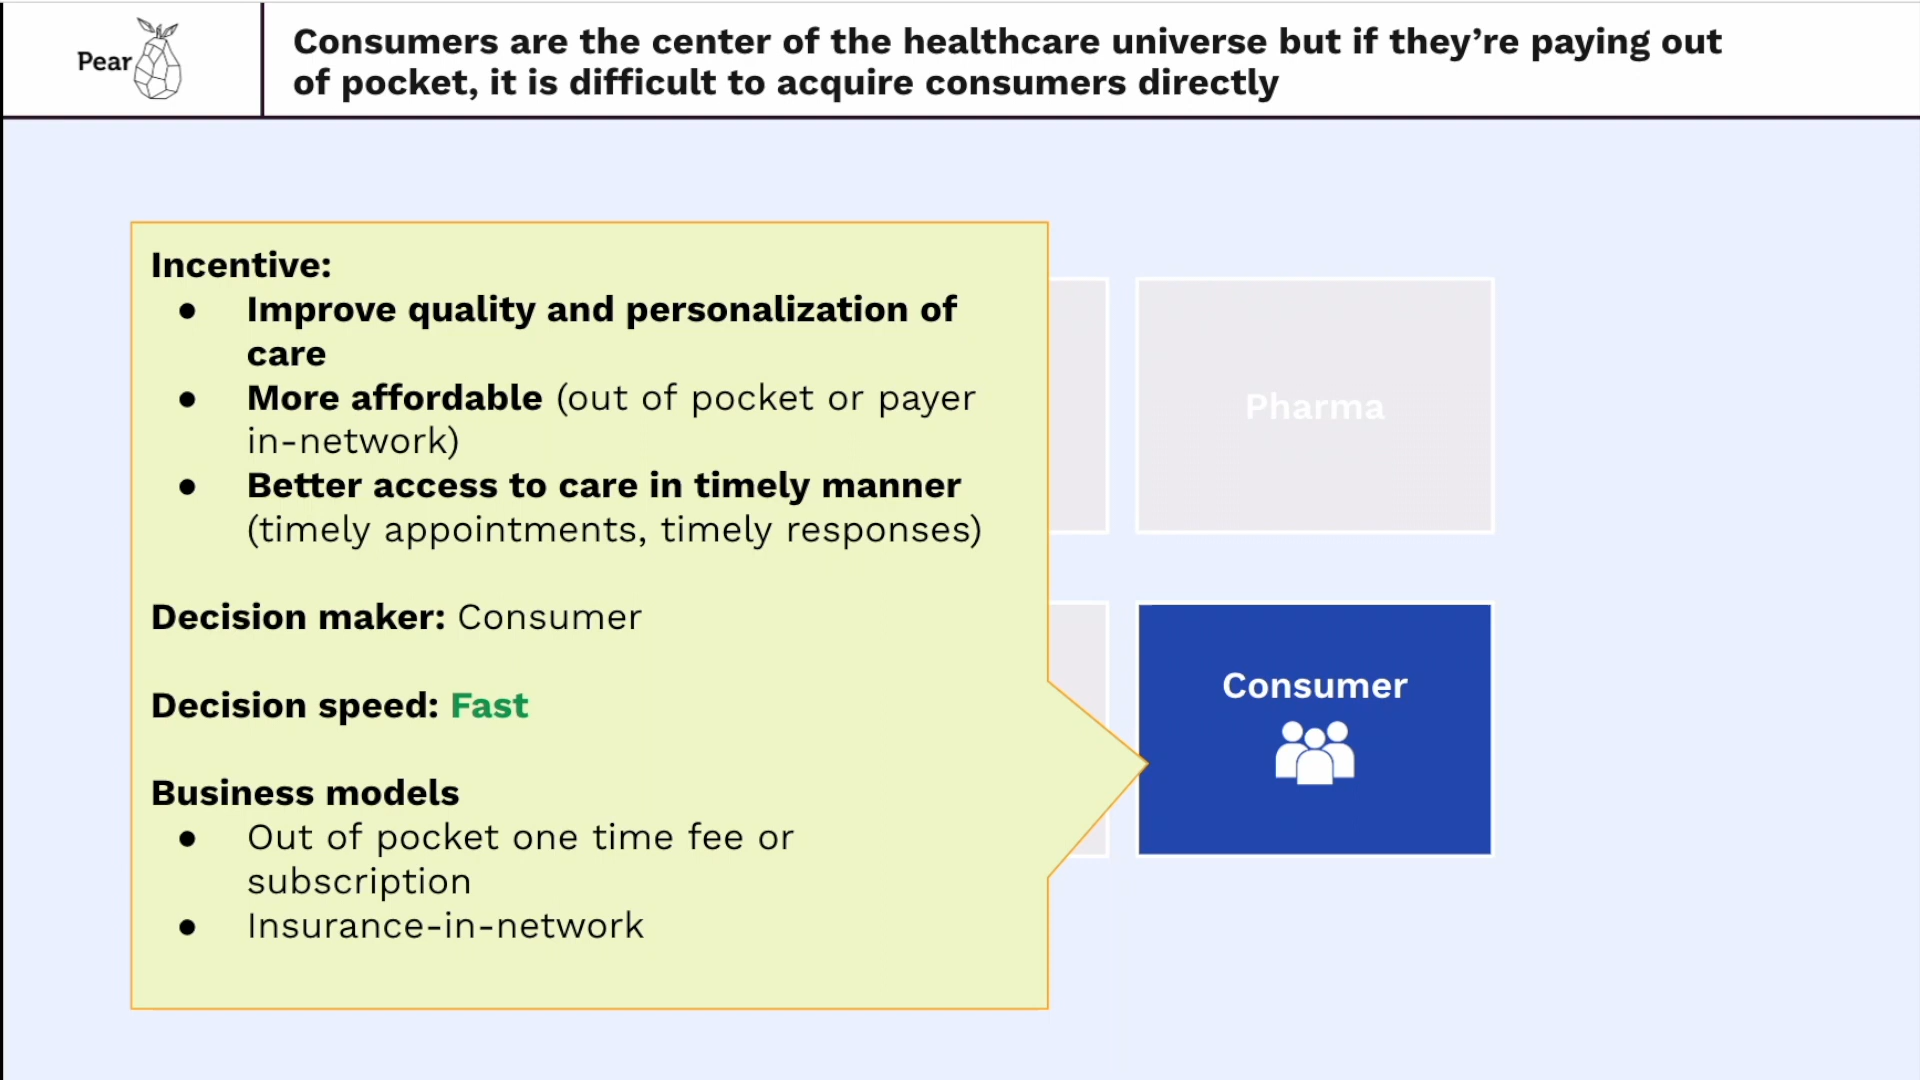 Pear
Consumers are the center of the healthcare universe but if they’re paying out
of pocket, it is difficult to acquire consumers directly
Incentive:
● Improve quality and personalization of
care
● More affordable (out of pocket or payer
in-network)
● Better access to care in timely manner
(timely appointments, timely responses)
Decision maker: Consumer
Decision speed: Fast
Business models
● Out of pocket one time fee or
subscription
● Insurance-in-network
Pharma
Consumer